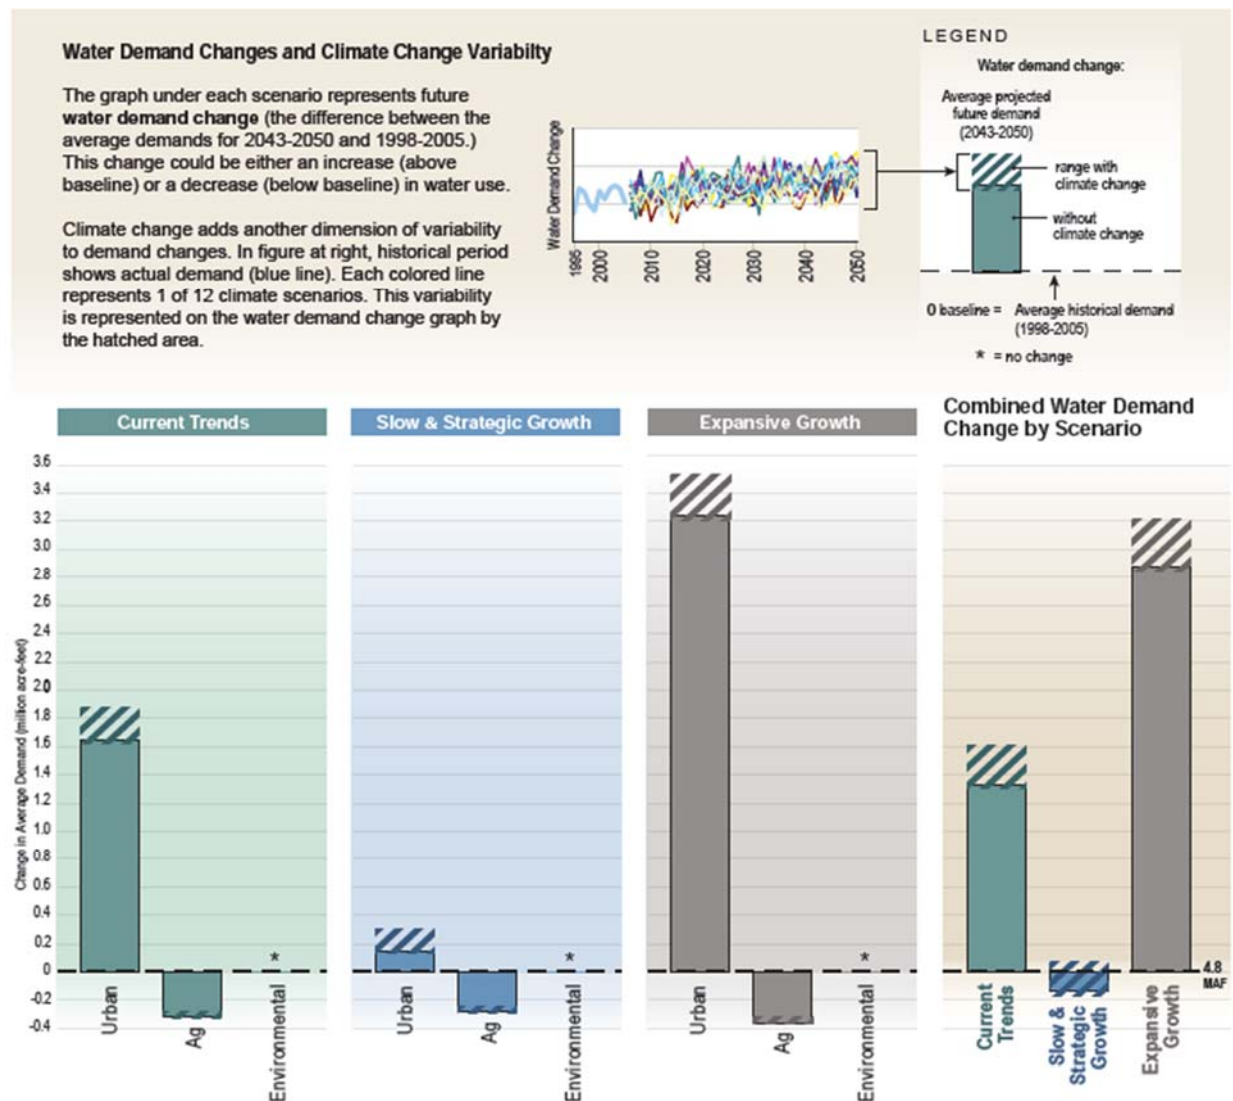 Water Demand Changes and Climate Change Variabilty
The graph under each scenario represents future
water demand change (the difference between the
average demands for 2043-2050 and 1998-2005.)
This change could be either an increase (above
baseline) or a decrease (below baseline) in water use.
Climate change adds another dimension of variability
to demand changes. In figure at right, historical period
shows actual demand (blue line). Each colored line
represents 1 of 12 climate scenarios. This variability
is represented on the water demand change graph by
the hatched area.
Water Demand Change
1995
2000
2010
2020
2030
2040
2050
LEGEND
Water demand change:
Average projected
future demand
(2043-2050)
range with
climate change
without
climate change
0 baseline = Average historical demand
(1998-2005)
* = no change
Current Trends
Slow & Strategic Growth
Expansive Growth
Combined Water Demand
Change by Scenario
Change in Average Demand (million acre-feet)
3.6
3.4
3.2
3.0
2.8
2.6
2.4
2.2
2.0
1.8
1.6
1.4
1.2
1.0
0.8
0.6
0.4
0.2
0
-0.2
-0.4
Urban
Ag
*
Environmental
Urban
Ag
*
Environmental
Urban
Ag
*
Environmental
4.8
MAF
Current
Trends
Slow &
Strategic
Growth
Expansive
Growth